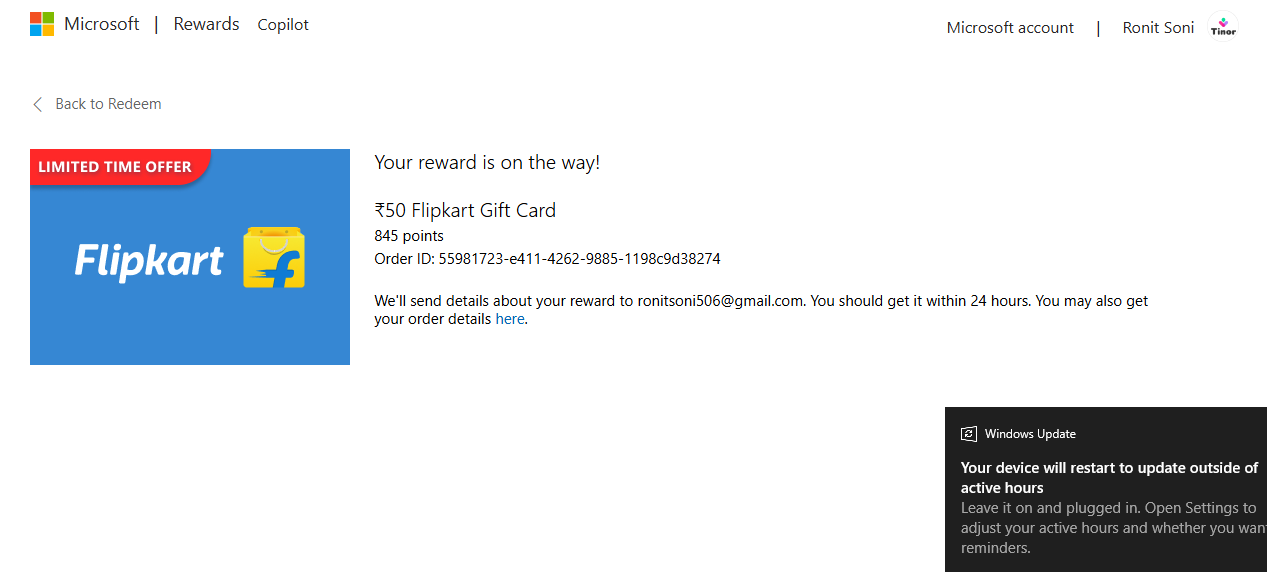 Microsoft | Rewards Copilot
Microsoft account | Ronit Soni Tinor
Back to Redeem
LIMITED TIME OFFER
Flipkart
Your reward is on the way!
₹50 Flipkart Gift Card
845 points
Order ID: 55981723-e411-4262-9885-1198c9d38274
We'll send details about your reward to ronitsoni506@gmail.com. You should get it within 24 hours. You may also get
your order details here.
Windows Update
Your device will restart to update outside of
active hours
Leave it on and plugged in. Open Settings to
adjust your active hours and whether you wan
reminders.